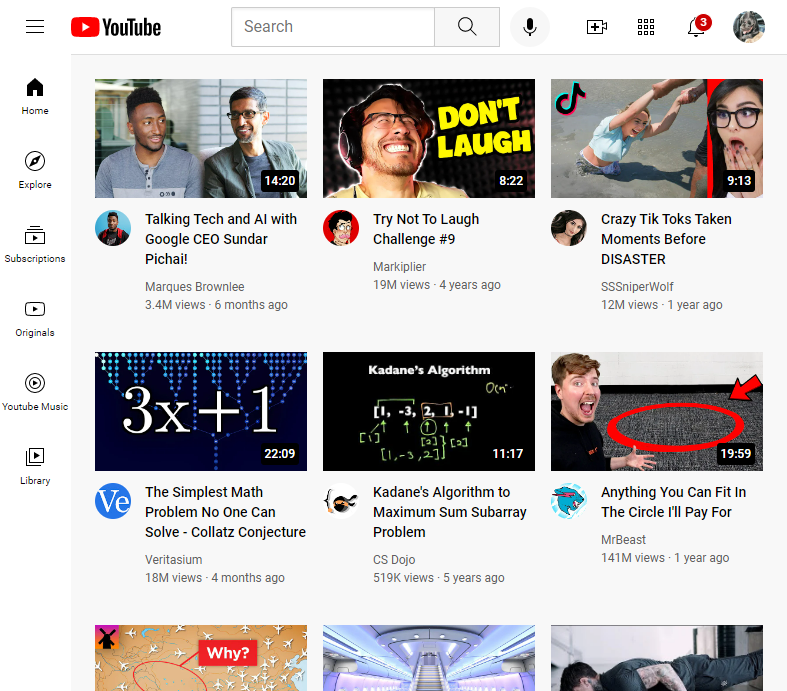 YouTube
Search
3
Home
Explore
Subscriptions
Originals
Youtube Music
Library
14:20
Talking Tech and AI with
Google CEO Sundar
Pichai!
Marques Brownlee
3.4M views · 6 months ago
DON'T
LAUGH
8:22
Try Not To Laugh
Challenge #9
Markiplier
19M views · 4 years ago
9:13
Crazy Tik Toks Taken
Moments Before
DISASTER
SSSniperWolf
12M views · 1 year ago
3x+1
22:09
Ve
The Simplest Math
Problem No One Can
Solve - Collatz Conjecture
Veritasium
18M views · 4 months ago
Kadane's Algorithm
[1, -3, 2, 1, -1]
[1]
[2]
[2]
[1,-3,2]
11:17
Kadane's Algorithm to
Maximum Sum Subarray
Problem
CS Dojo
519K views · 5 years ago
19:59
Anything You Can Fit In
The Circle I'll Pay For
MrBeast
141M views · 1 year ago
Why?